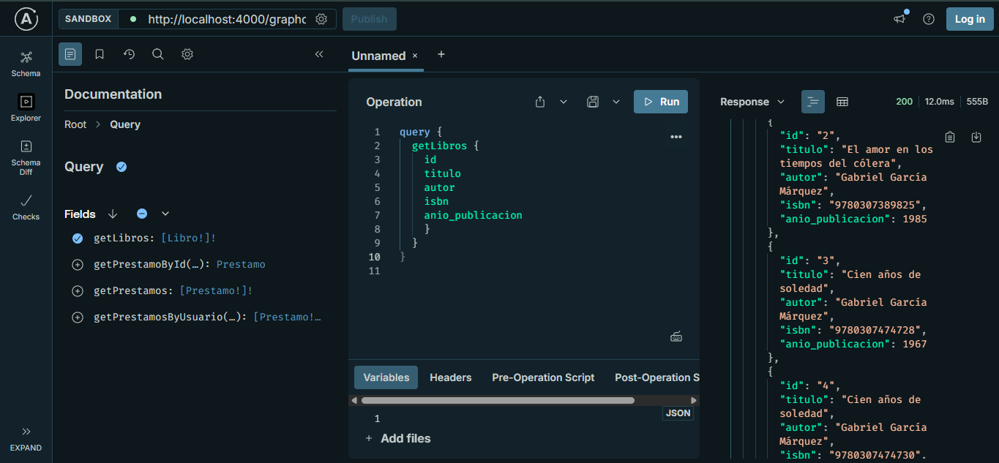 SANDBOX
http://localhost:4000/graphc
Publish
Log in
Schema
Explorer
Schema
Diff
Checks
EXPAND
Documentation
Root > Query
Query
Fields
getLibros: [Libro!]!
getPrestamoById(…): Prestamo
getPrestamos: [Prestamo!]!
getPrestamosByUsuario(…): [Prestamo!…
Unnamed × +
Operation
Run
1 query {
2 getLibros {
3 id
4 titulo
5 autor
6 isbn
7 anio_publicacion
8 }
9 }
10 }
11
Variables Headers Pre-Operation Script Post-Operation S
JSON
1
+ Add files
Response
200 12.0ms 555B
{
"id": "2",
"titulo": "El amor en los
tiempos del cólera",
"autor": "Gabriel García
Márquez",
"isbn": "9780307389825",
"anio_publicacion": 1985
},
{
"id": "3",
"titulo": "Cien años de
soledad",
"autor": "Gabriel García
Márquez",
"isbn": "9780307474728",
"anio_publicacion": 1967
},
{
"id": "4",
"titulo": "Cien años de
soledad",
"autor": "Gabriel García
Márquez",
"isbn": "9780307474730",